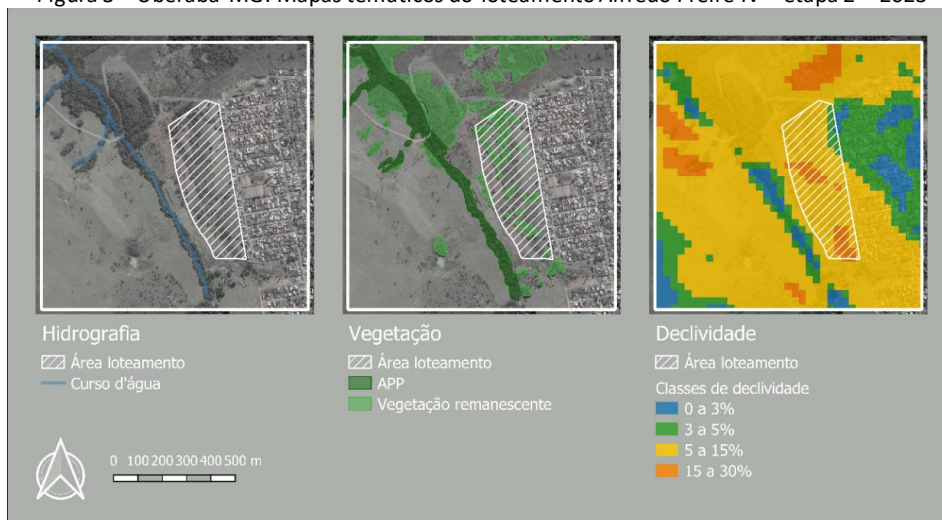 Figura 3 – Uberaba-MG: Mapas temáticos do loteamento Alfredo Freire IV – etapa 2 – 2023
Hidrografia
Área loteamento
Curso d'água
Vegetação
Área loteamento
APP
Vegetação remanescente
Declividade
Área loteamento
Classes de declividade
0 a 3%
3 a 5%
5 a 15%
15 a 30%
0 100 200 300 400 500 m